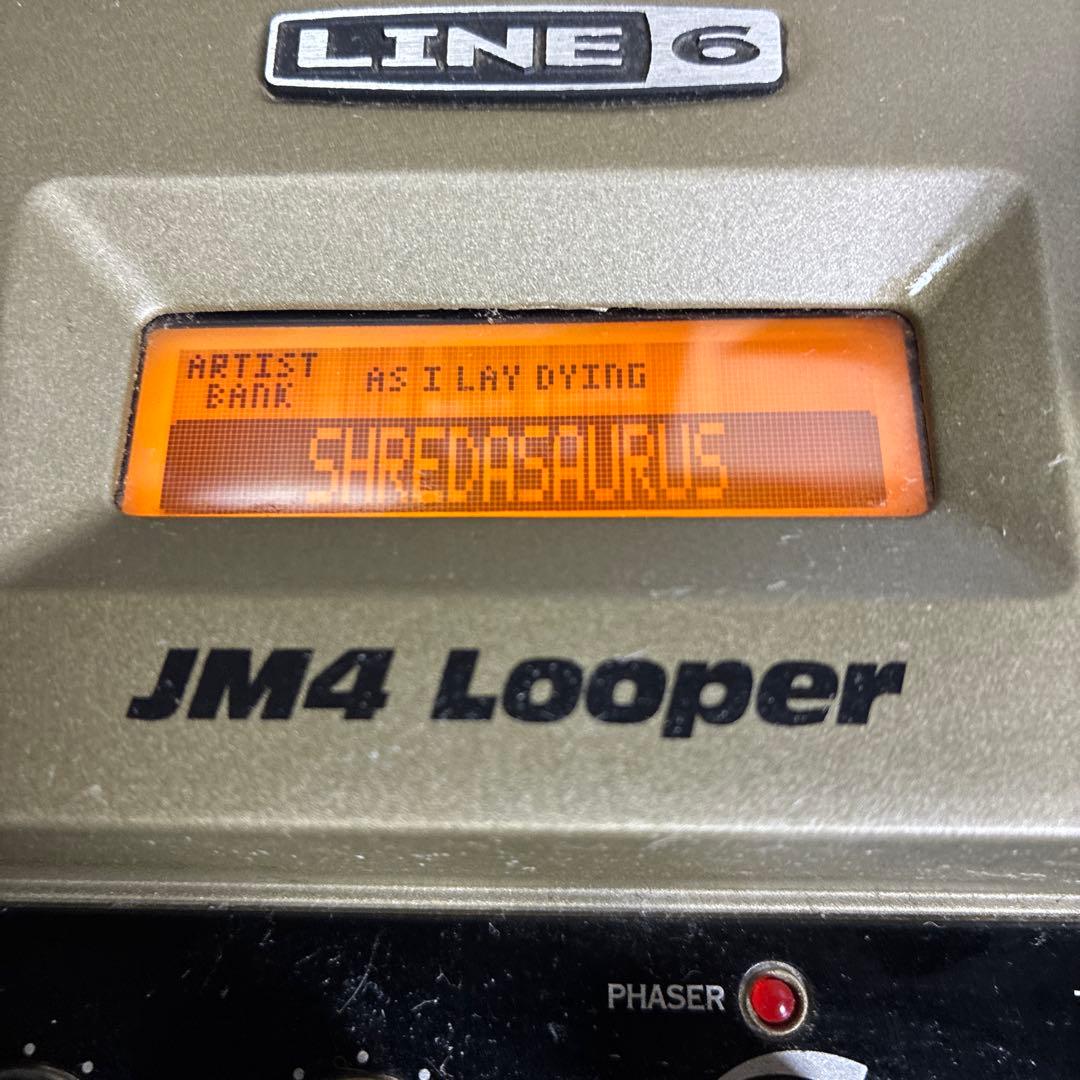 LINE 6
ARTIST BANK
AS I LAY DYING
SHREDASAURUS
JM4 Looper
PHASER